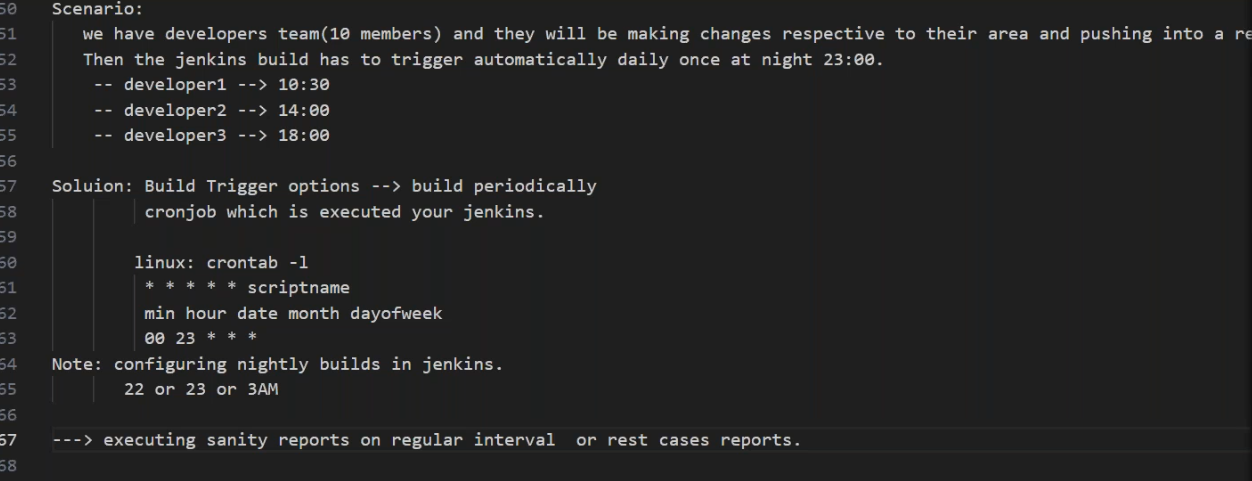 50 Scenario:
51 we have developers team(10 members) and they will be making changes respective to their area and pushing into a
52 Then the jenkins build has to trigger automatically daily once at night 23:00.
53 -- developer1 --> 10:30
54 -- developer2 --> 14:00
55 -- developer3 --> 18:00
56
57 Soluion: Build Trigger options --> build periodically
58 cronjob which is executed your jenkins.
59
60 linux: crontab -l
61 * * * * * scriptname
62 min hour date month dayofweek
63 00 23 * * *
64 Note: configuring nightly builds in jenkins.
65 22 or 23 or 3AM
66
67 ---> executing sanity reports on regular interval  or rest cases reports.
68